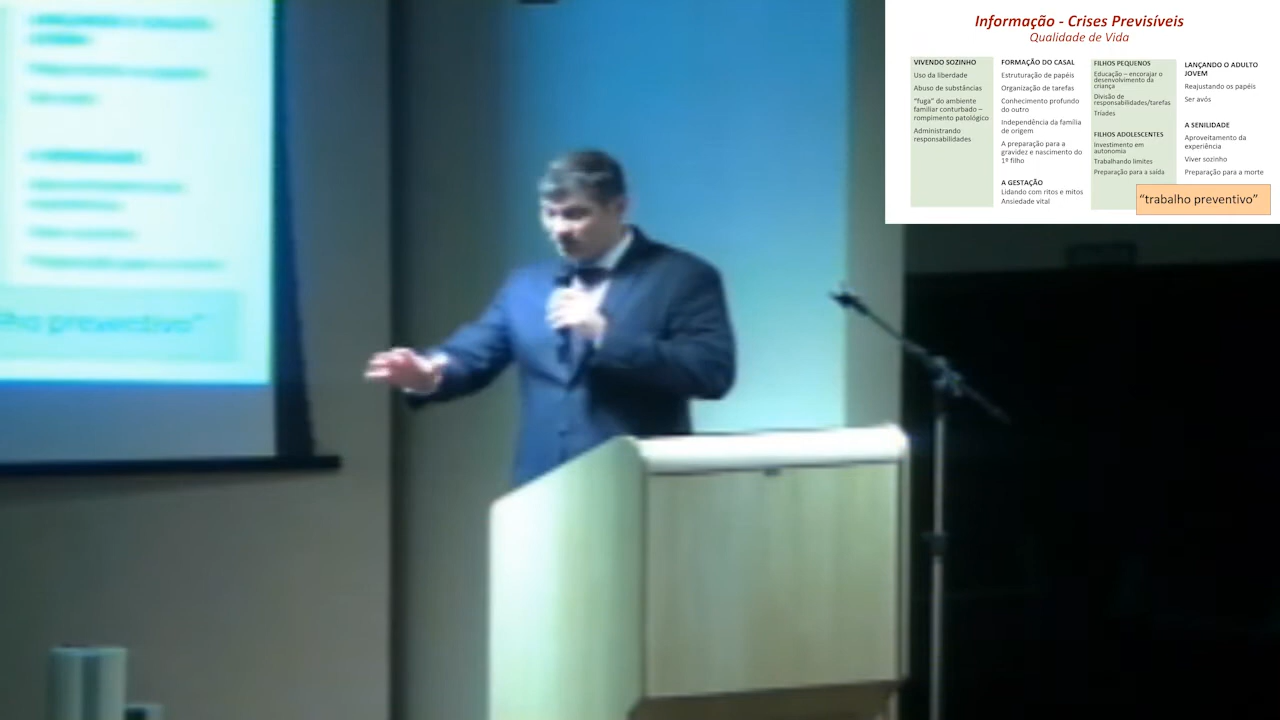 Informação - Crises Previsíveis
Qualidade de Vida
VIVENDO SOZINHO
Uso da liberdade
Abuso de substâncias
“fuga” do ambiente
familiar conturbado –
rompimento patológico
Administrando
responsabilidades
FORMAÇÃO DO CASAL
Estruturação de papéis
Organização de tarefas
Conhecimento profundo
do outro
Independência da família
de origem
A preparação para a
gravidez e nascimento do
1º filho
A GESTAÇÃO
Lidando com ritos e mitos
Ansiedade vital
FILHOS PEQUENOS
Educação – encorajar o
desenvolvimento da
criança
Divisão de
responsabilidades/tarefas
Tríades
FILHOS ADOLESCENTES
Investimento em
autonomia
Trabalhando limites
Preparação para a saída
LANÇANDO O ADULTO
JOVEM
Reajustando os papéis
Ser avós
A SENILIDADE
Aproveitamento da
experiência
Viver sozinho
Preparação para a morte
“trabalho preventivo”
preventivo”